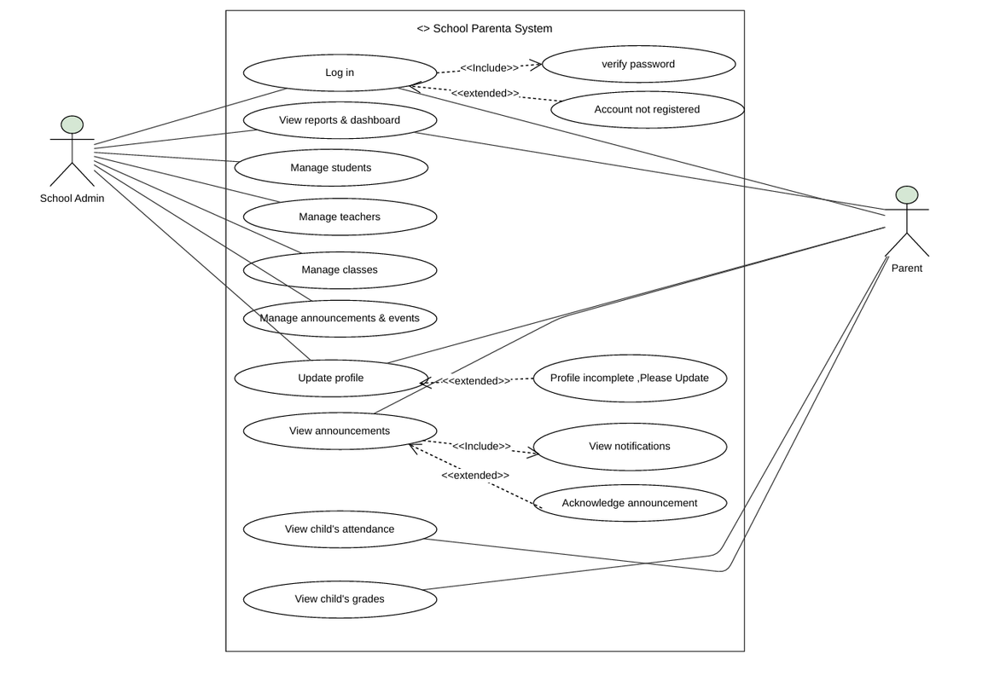 <> School Parenta System
Log in
<<Include>>
verify password
<<extended>>
Account not registered
View reports & dashboard
Manage students
School Admin
Manage teachers
Manage classes
Parent
Manage announcements & events
Update profile
<<extended>>
Profile incomplete ,Please Update
View announcements
<<Include>>
View notifications
<<extended>>
Acknowledge announcement
View child's attendance
View child's grades